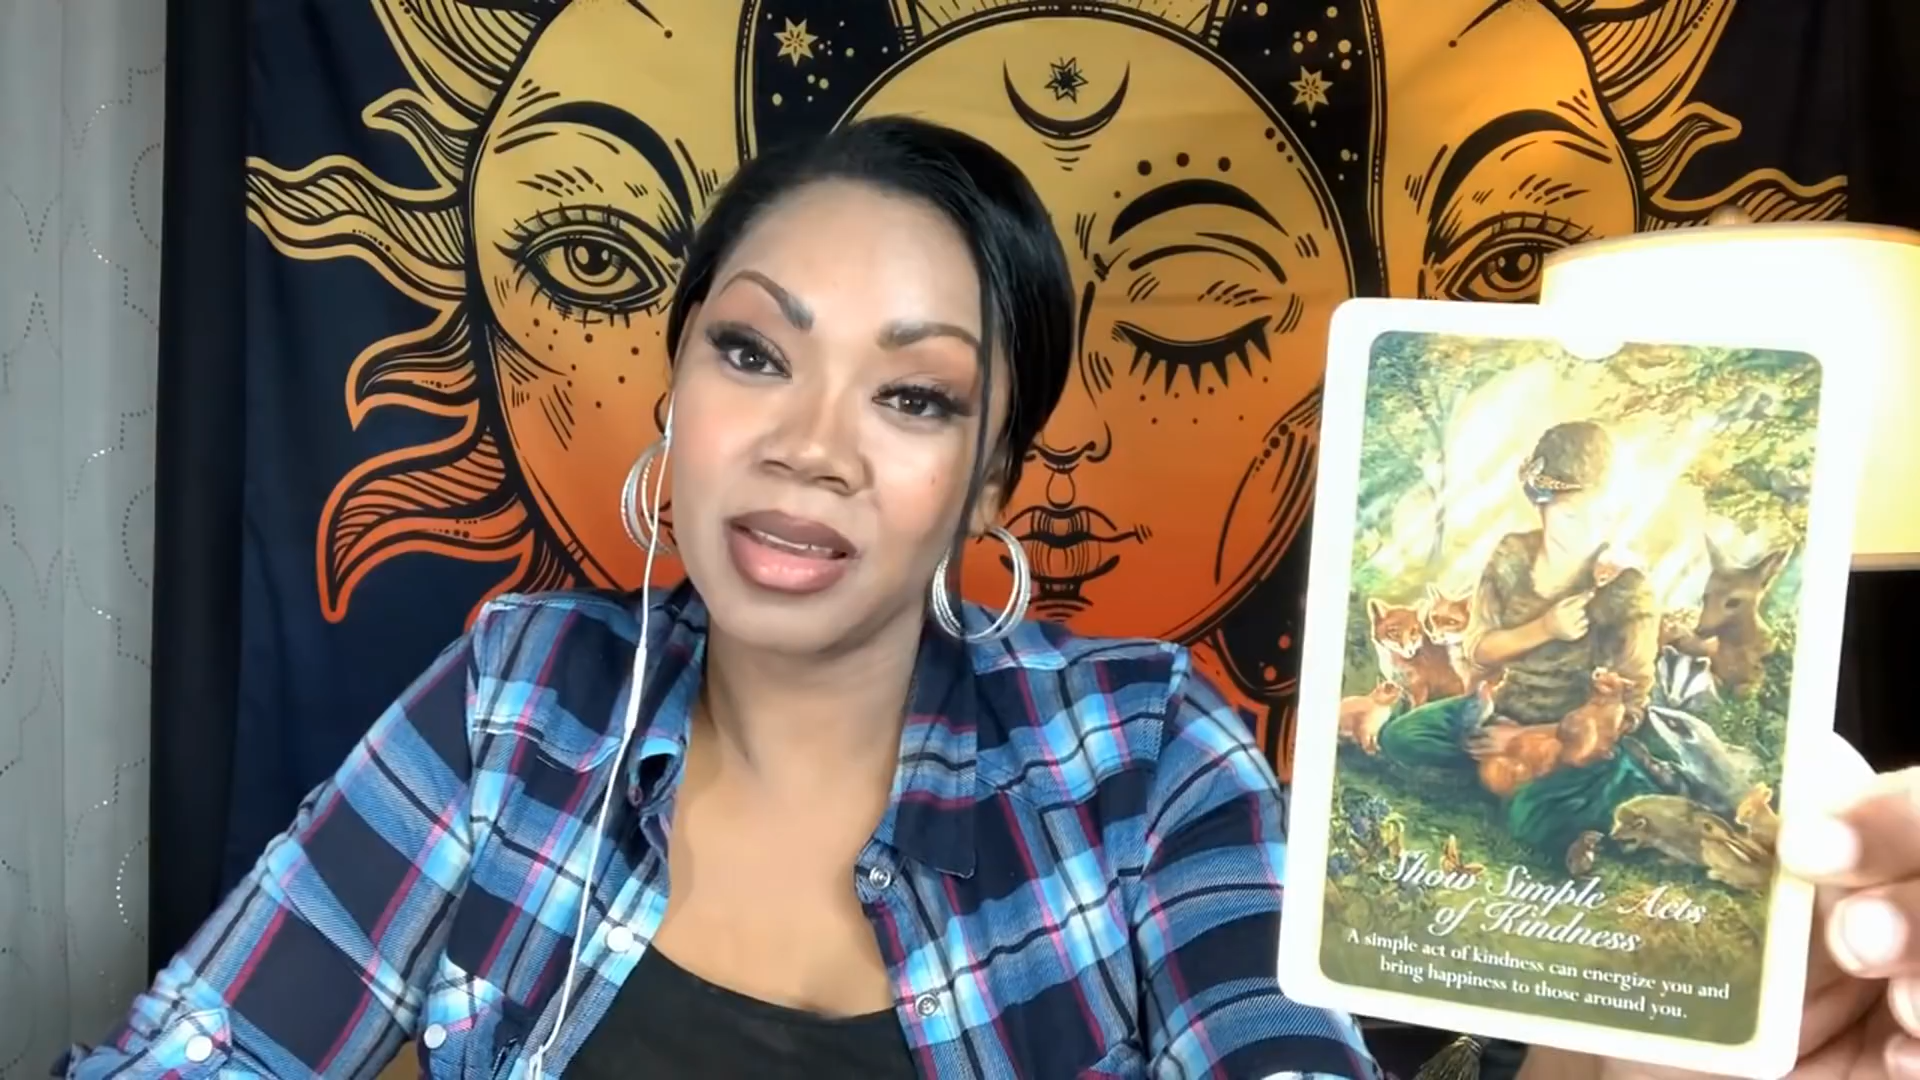 Show Simple Acts
of Kindness
A simple act of kindness can energize you and
bring happiness to those around you.